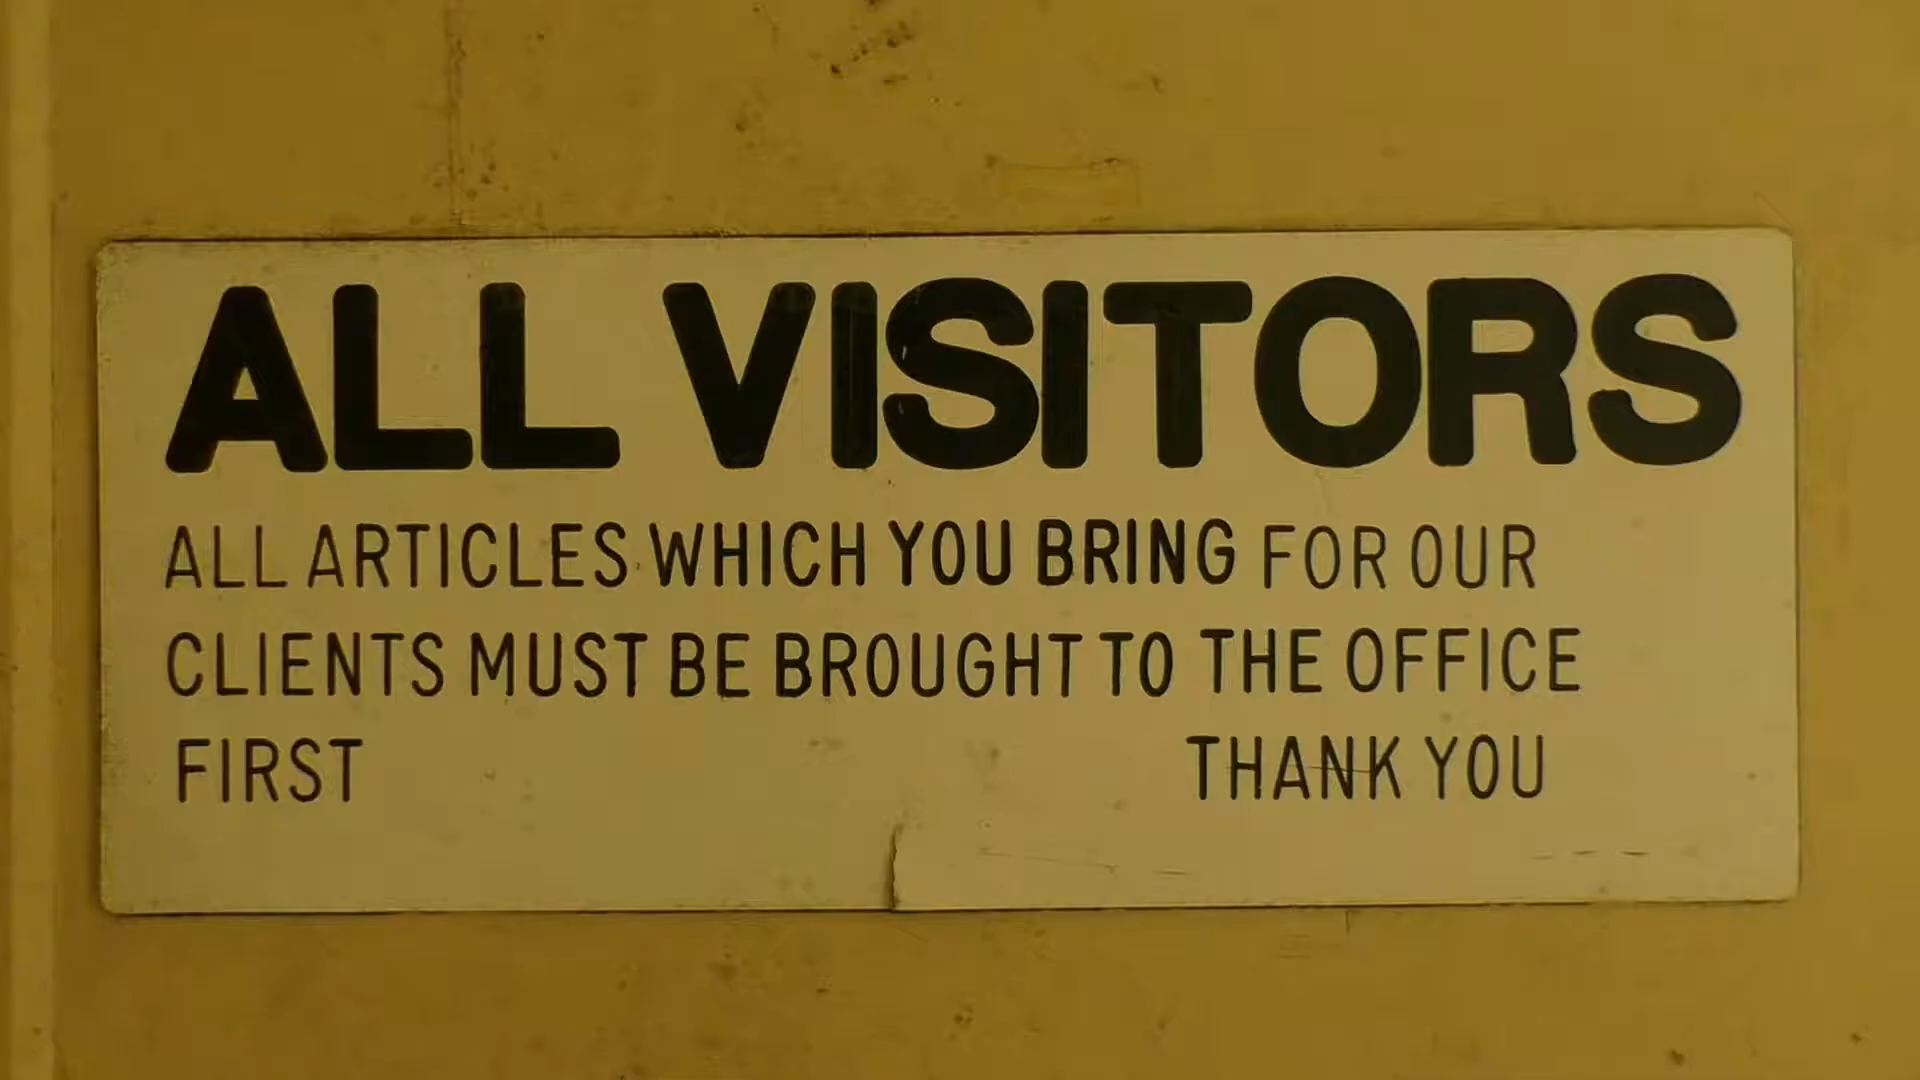 ALL VISITORS
ALL ARTICLES WHICH YOU BRING FOR OUR
CLIENTS MUST BE BROUGHT TO THE OFFICE
FIRST THANK YOU